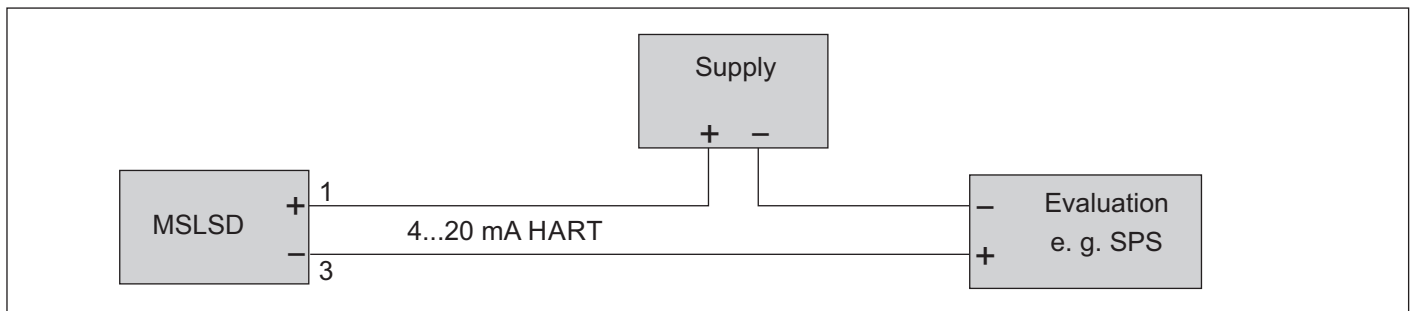 Supply
+ −
MSLSD
+
1
−
3
4...20 mA HART
−
+
Evaluation
e. g. SPS